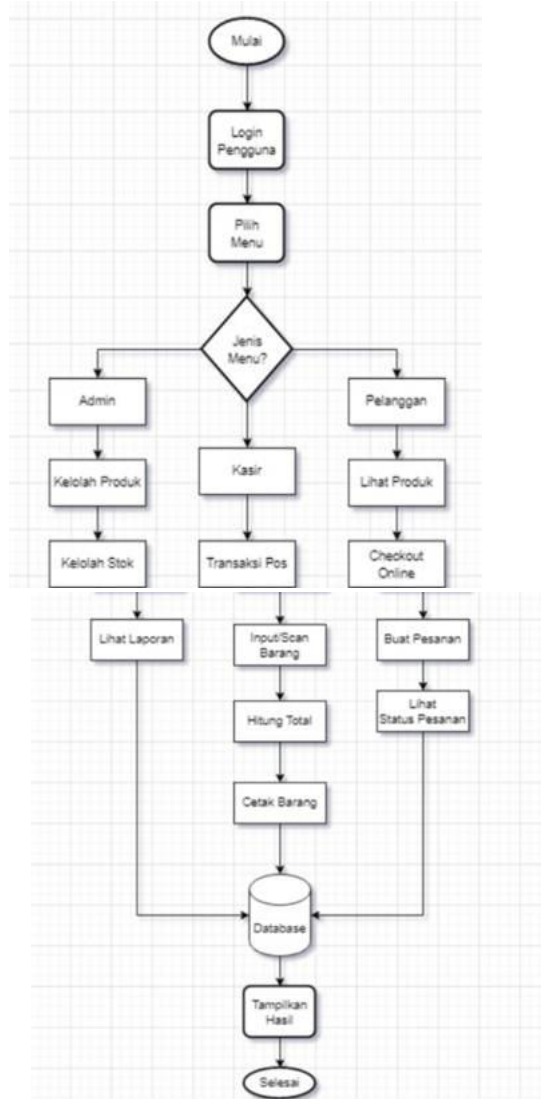 Mulai
Login
Pengguna
Pilih
Menu
Jenis
Menu?
Admin
Kelolah Produk
Kelolah Stok
Kasir
Transaksi Pos
Pelanggan
Lihat Produk
Checkout
Online
Lihat Laporan
Input/Scan
Barang
Hitung Total
Cetak Barang
Buat Pesanan
Lihat
Status Pesanan
Database
Tampilkan
Hasil
Selesai